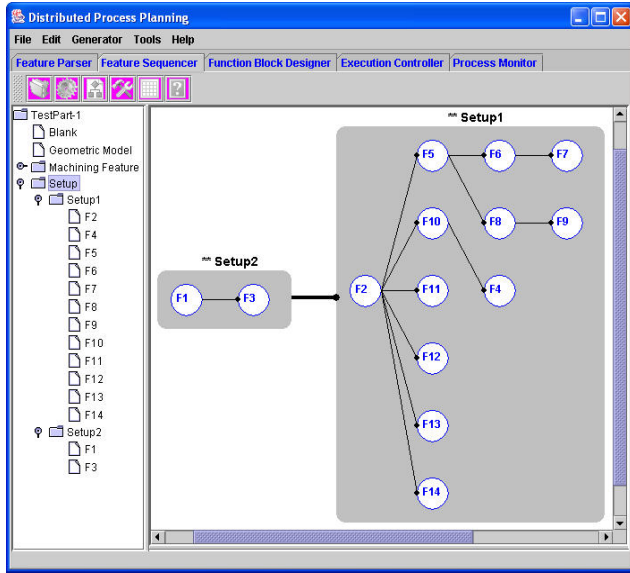 Distributed Process Planning
File Edit Generator Tools Help
Feature Parser Feature Sequencer Function Block Designer Execution Controller Process Monitor
?
TestPart-1
Blank
Geometric Model
Machining Feature
Setup
Setup1
F2
F4
F5
F6
F7
F8
F9
F10
F11
F12
F13
F14
Setup2
F1
F3
** Setup1
F5 F6 F7
F10 F8 F9
** Setup2
F1 F3 F2 F11 F4
F12
F13
F14